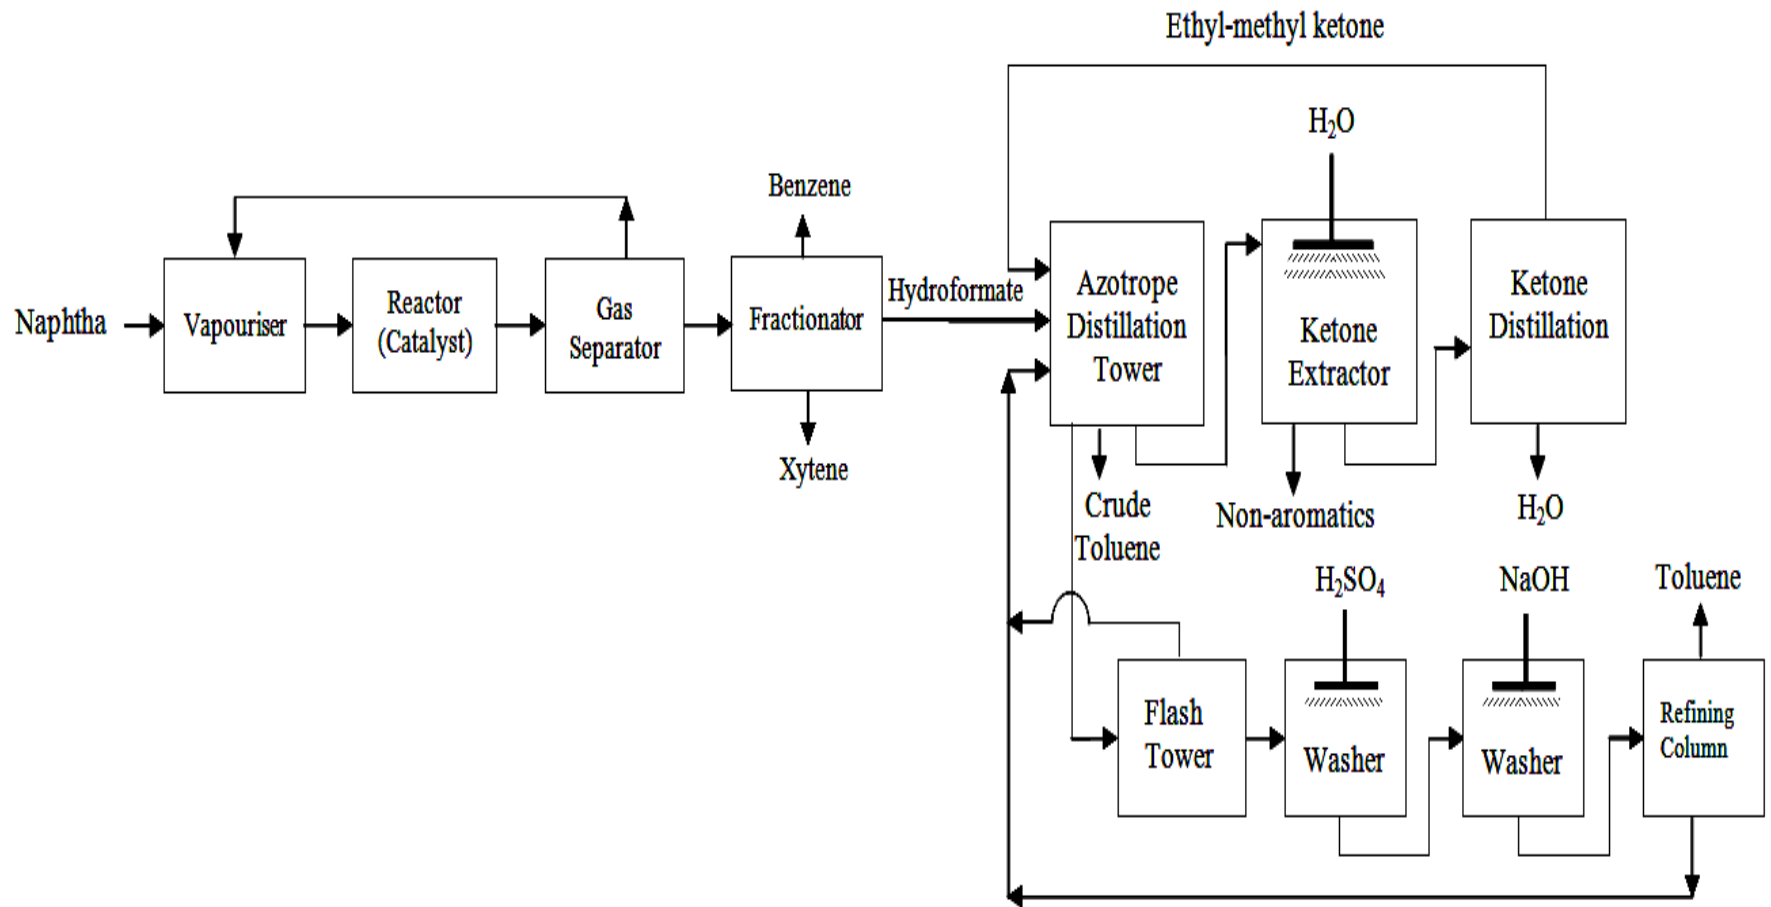 Ethyl-methyl ketone
H₂O
Benzene
Naphtha
Vapouriser
Reactor
(Catalyst)
Gas
Separator
Fractionator
Hydroformate
Azotrope
Distillation
Tower
Ketone
Extractor
Ketone
Distillation
Xytene
Crude
Toluene
Non-aromatics
H₂O
H₂SO₄
NaOH
Toluene
Flash
Tower
Washer
Washer
Refining
Column